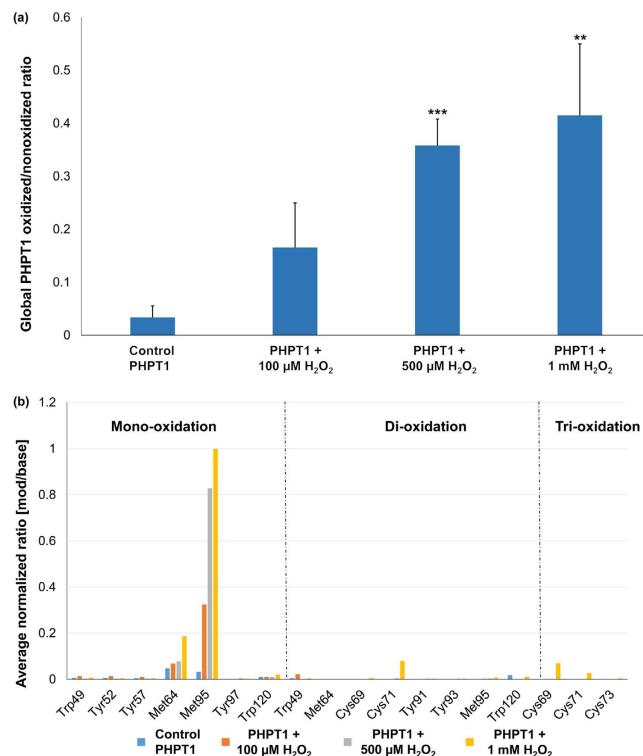 (a)
Global PHPT1 oxidized/nonoxidized ratio
0.6
0.5
0.4
0.3
0.2
0.1
0
***
**
Control
PHPT1
PHPT1 +
100 µM H₂O₂
PHPT1 +
500 µM H₂O₂
PHPT1 +
1 mM H₂O₂
(b)
Average normalized ratio [mod/base]
1.2
1
0.8
0.6
0.4
0.2
0
Mono-oxidation
Di-oxidation
Tri-oxidation
Trp49
Tyr52
Tyr57
Met64
Met95
Tyr97
Trp120
Trp49
Met64
Cys69
Cys71
Tyr91
Tyr93
Met95
Trp120
Cys69
Cys71
Cys73
Control
PHPT1
PHPT1 +
100 µM H₂O₂
PHPT1 +
500 µM H₂O₂
PHPT1 +
1 mM H₂O₂